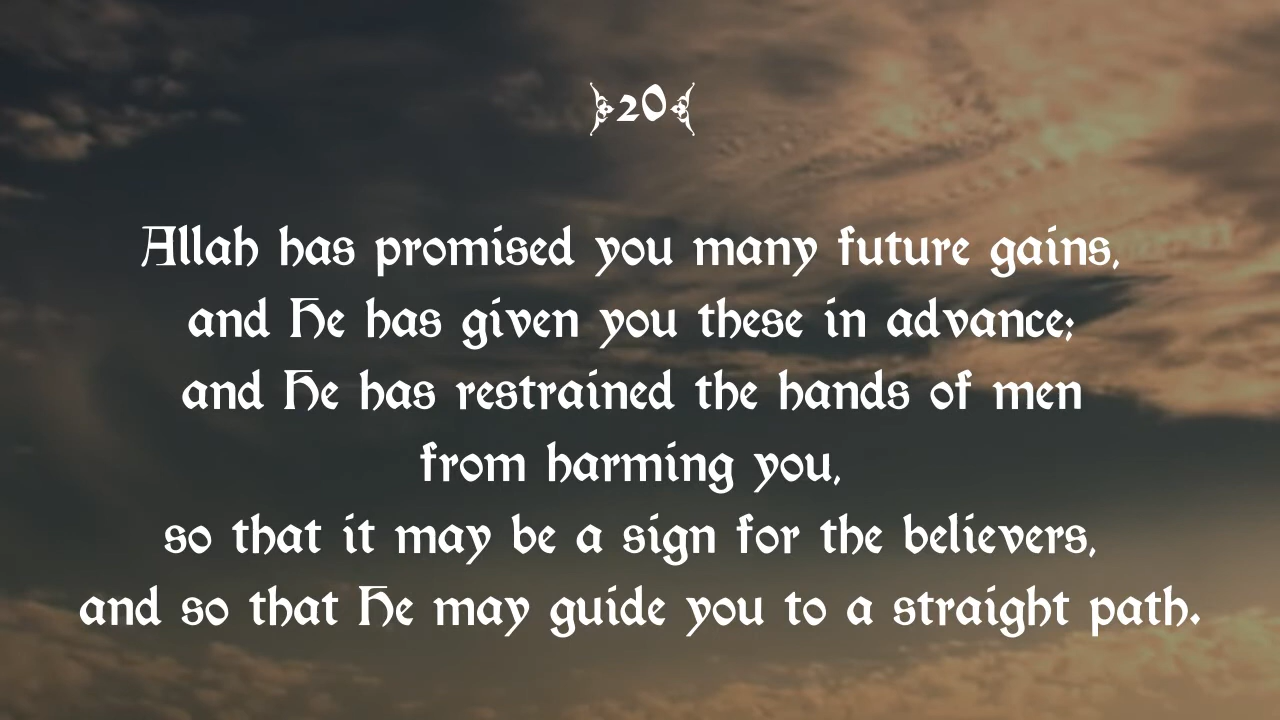 20
Allah has promised you many future gains,
and He has given you these in advance;
and He has restrained the hands of men
from harming you,
so that it may be a sign for the believers,
and so that He may guide you to a straight path.